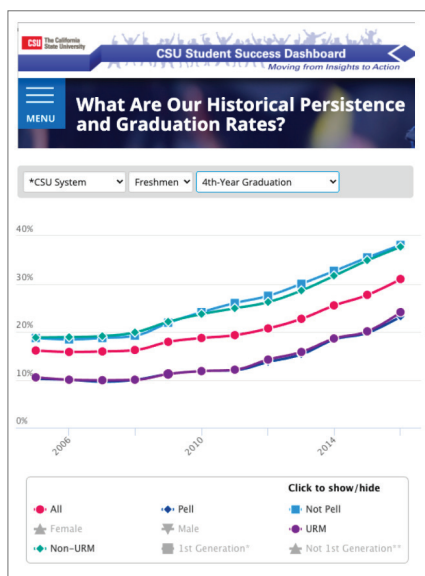 CSU The California
State University
CSU Student Success Dashboard
Moving from Insights to Action
MENU
What Are Our Historical Persistence
and Graduation Rates?
*CSU System Freshmen 4th-Year Graduation
40%
30%
20%
10%
0%
2006 2010 2014
Click to show/hide
All Pell Not Pell
Female Male URM
Non-URM 1st Generation* Not 1st Generation**